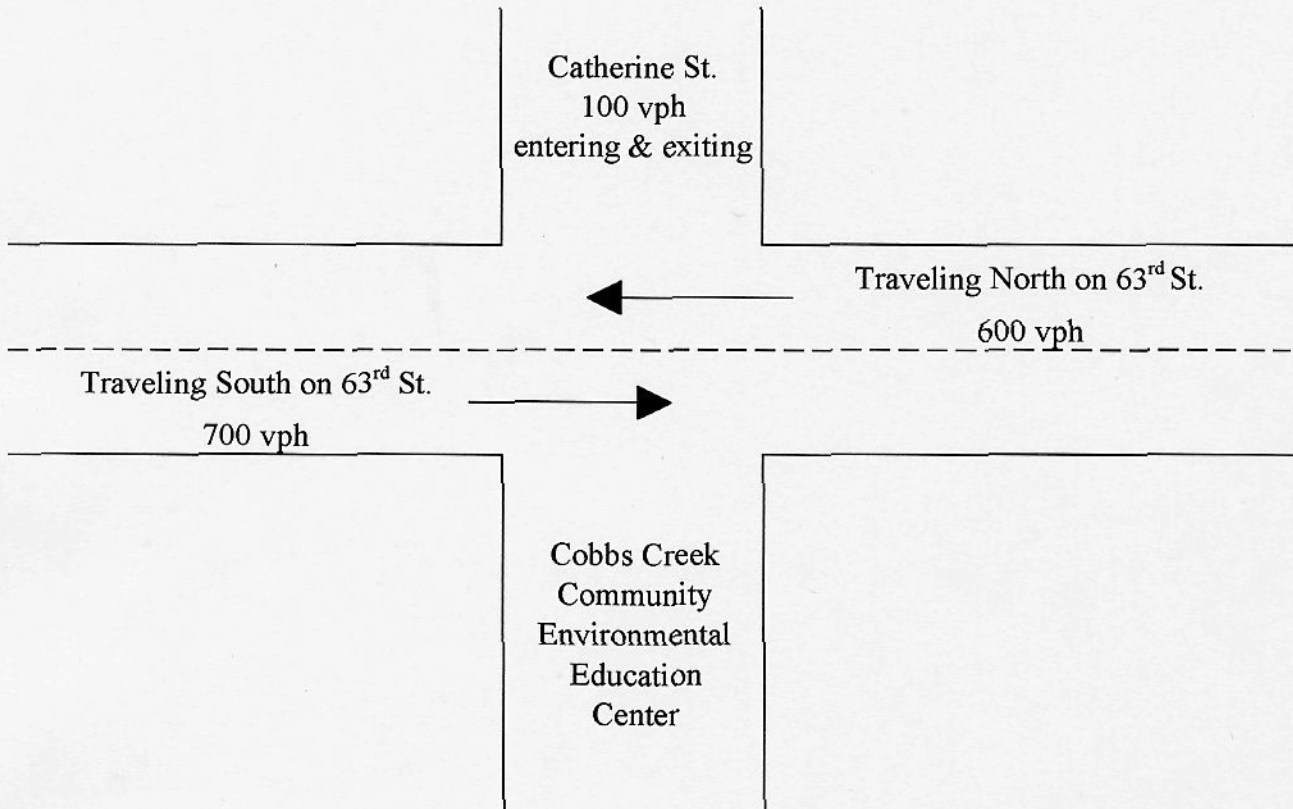 Catherine St.
100 vph
entering & exiting
Traveling North on 63rd St.
600 vph
Traveling South on 63rd St.
700 vph
Cobbs Creek
Community
Environmental
Education
Center